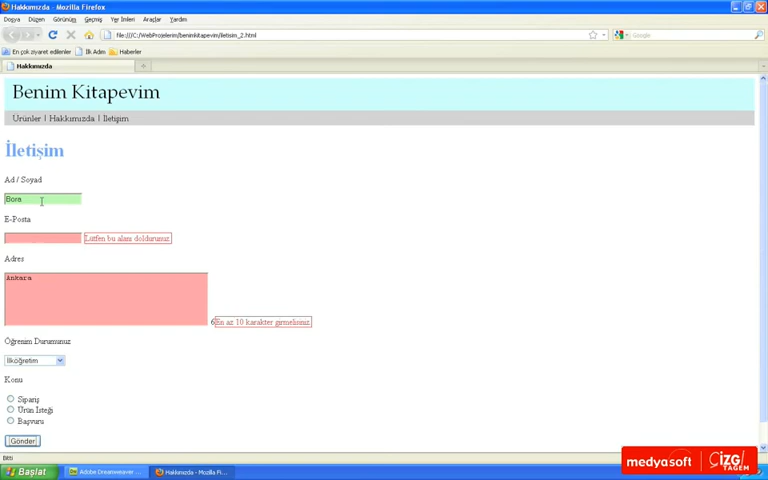 Hakkımızda - Mozilla Firefox
Dosya Düzen Görünüm Geçmiş Yer İmleri Araçlar Yardım
file:///C:/WebProjelerim/benimkitapevim/iletisim_2.html
Google
En çok ziyaret edilenler İlk Adım Haberler
Hakkımızda
Benim Kitapevim
Ürünler | Hakkımızda | İletişim
İletişim
Ad / Soyad
Bora
E-Posta
Lütfen bu alanı doldurunuz
Adres
Ankara
6 En az 10 karakter girmelisiniz
Öğrenim Durumunuz
İlköğretim
Konu
Sipariş
Ürün İsteği
Başvuru
Gönder
Bitti
Başlat
Adobe Dreamweaver ...
Hakkımızda - Mozilla Fi...
medyasoft
ÇİZGİ
TAGEM